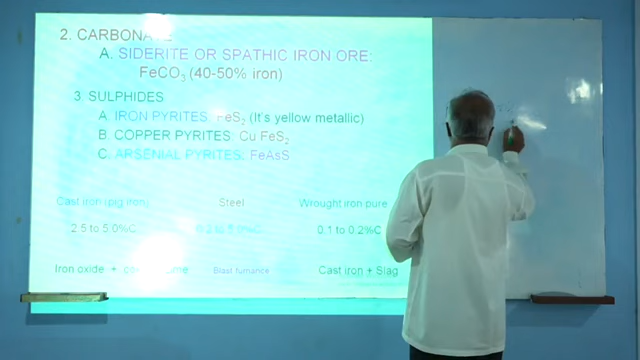 2. CARBONATE
A. SIDERITE OR SPATHIC IRON ORE:
FeCO3 (40-50% iron)
3 SULPHIDES
A. IRON PYRITES: FeS2 (It's yellow metallic)
B. COPPER PYRITES: Cu FeS2
C. ARSENIAL PYRITES: FeAsS
Cast iron (pig iron) Steel Wrought iron pure
2.5 to 5.0%C 0.1 to 0.2%C
Iron oxide + Blast furnance Cast iron + Slag